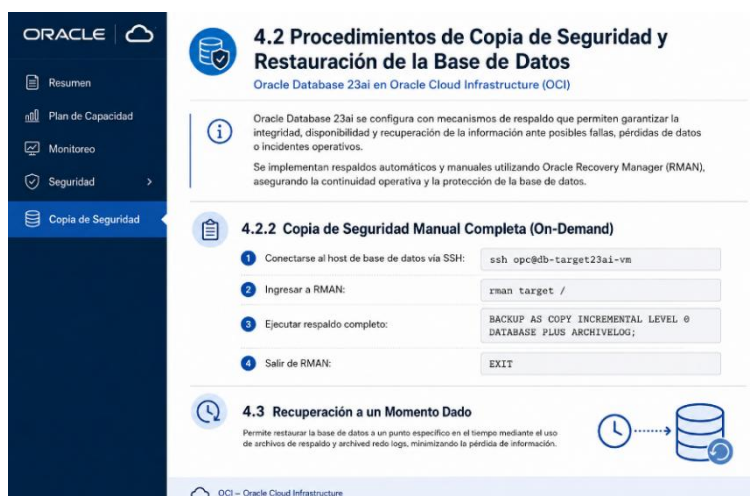 ORACLE
Resumen
Plan de Capacidad
Monitoreo
Seguridad >
Copia de Seguridad
4.2 Procedimientos de Copia de Seguridad y
Restauración de la Base de Datos
Oracle Database 23ai en Oracle Cloud Infrastructure (OCI)
Oracle Database 23ai se configura con mecanismos de respaldo que permiten garantizar la
integridad, disponibilidad y recuperación de la información ante posibles fallas, pérdidas de datos
o incidentes operativos.
Se implementan respaldos automáticos y manuales utilizando Oracle Recovery Manager (RMAN),
asegurando la continuidad operativa y la protección de la base de datos.
4.2.2 Copia de Seguridad Manual Completa (On-Demand)
1 Conectarse al host de base de datos vía SSH: ssh opc@db-target23ai-vm
2 Ingresar a RMAN: rman target /
3 Ejecutar respaldo completo: BACKUP AS COPY INCREMENTAL LEVEL 0
DATABASE PLUS ARCHIVELOG;
4 Salir de RMAN: EXIT
4.3 Recuperación a un Momento Dado
Permite restaurar la base de datos a un punto específico en el tiempo mediante el uso
de archivos de respaldo y archived redo logs, minimizando la pérdida de información.
OCI – Oracle Cloud Infrastructure